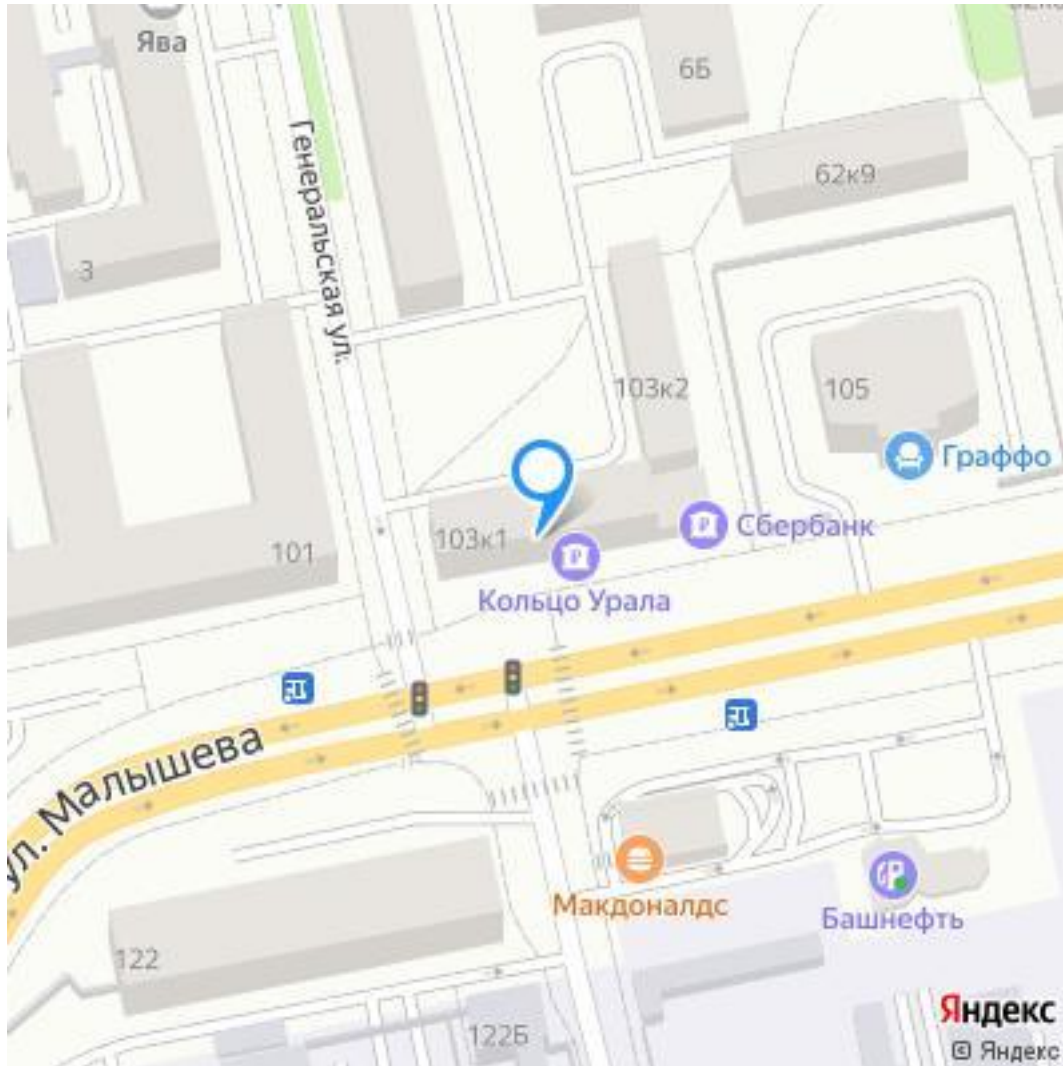 Ява
6Б
Генеральская ул.
62к9
3
103к2
105
Граффо
103к1
101
Сбербанк
Кольцо Урала
ул. Малышева
Макдоналдс
Башнефть
122
122Б
Яндекс
© Яндекс